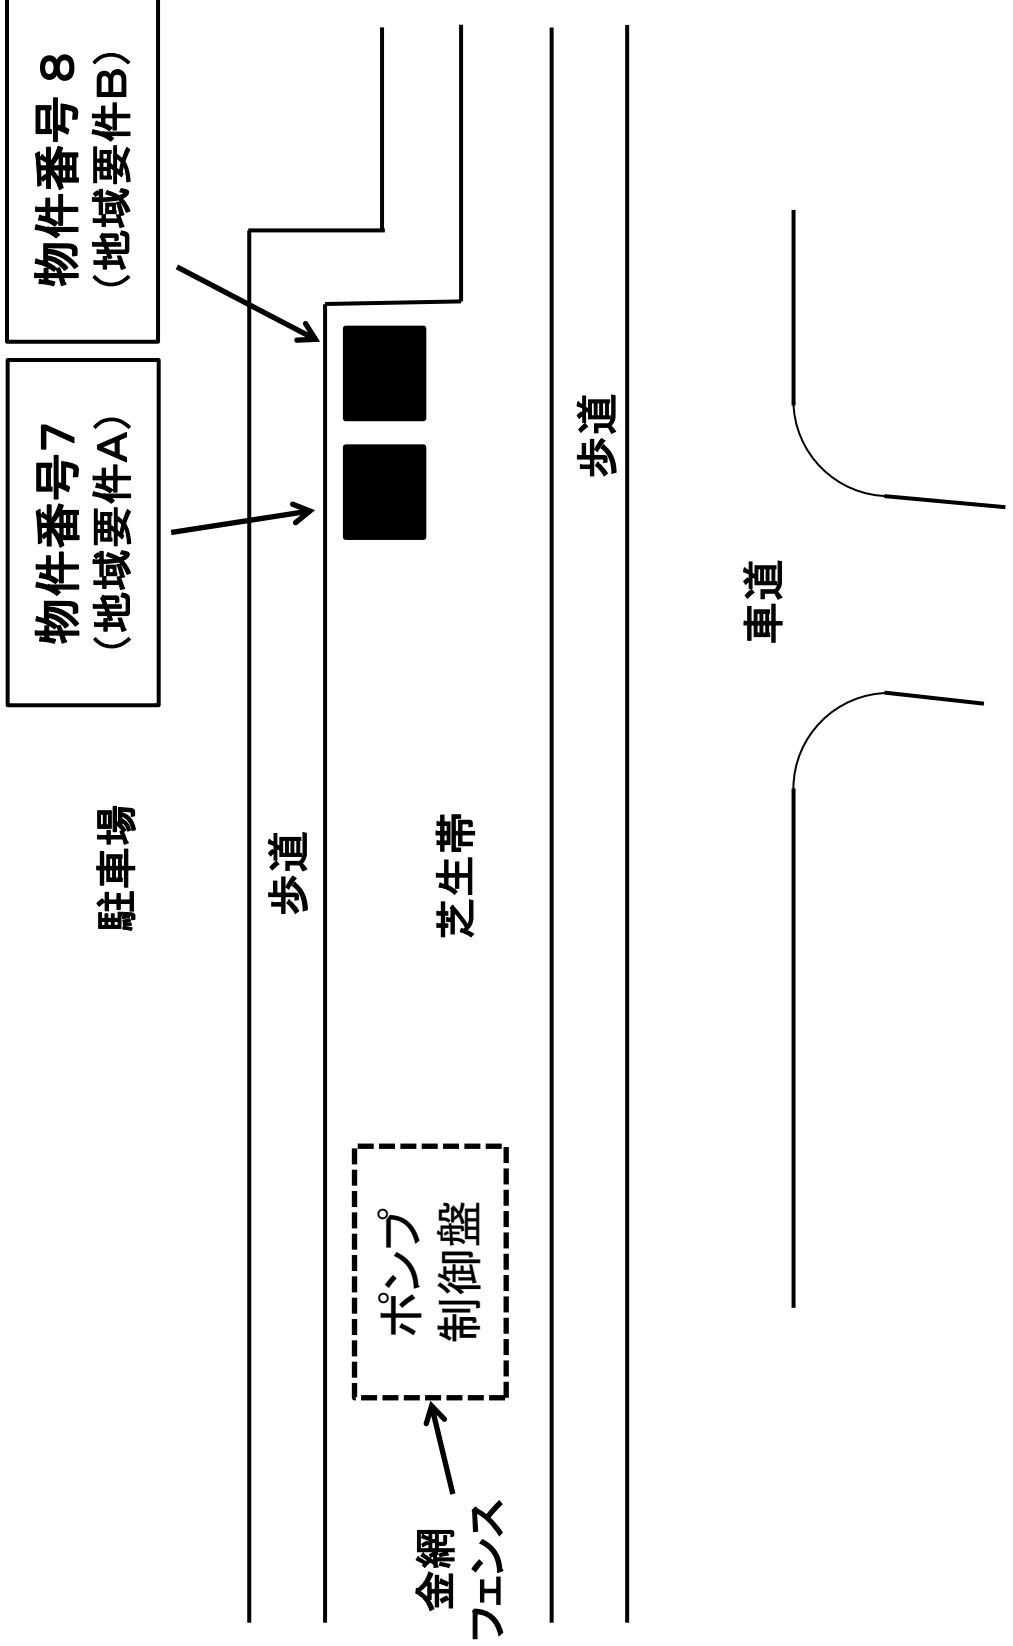 物件番号７
（地域要件Ａ）
物件番号８
（地域要件Ｂ）
駐車場
歩道
芝生帯
ポンプ
制御盤
金網
フェンス
歩道
車道